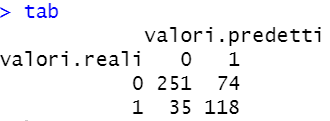 > tab
valori.predetti
valori.reali 0 1
0 251 74
1 35 118